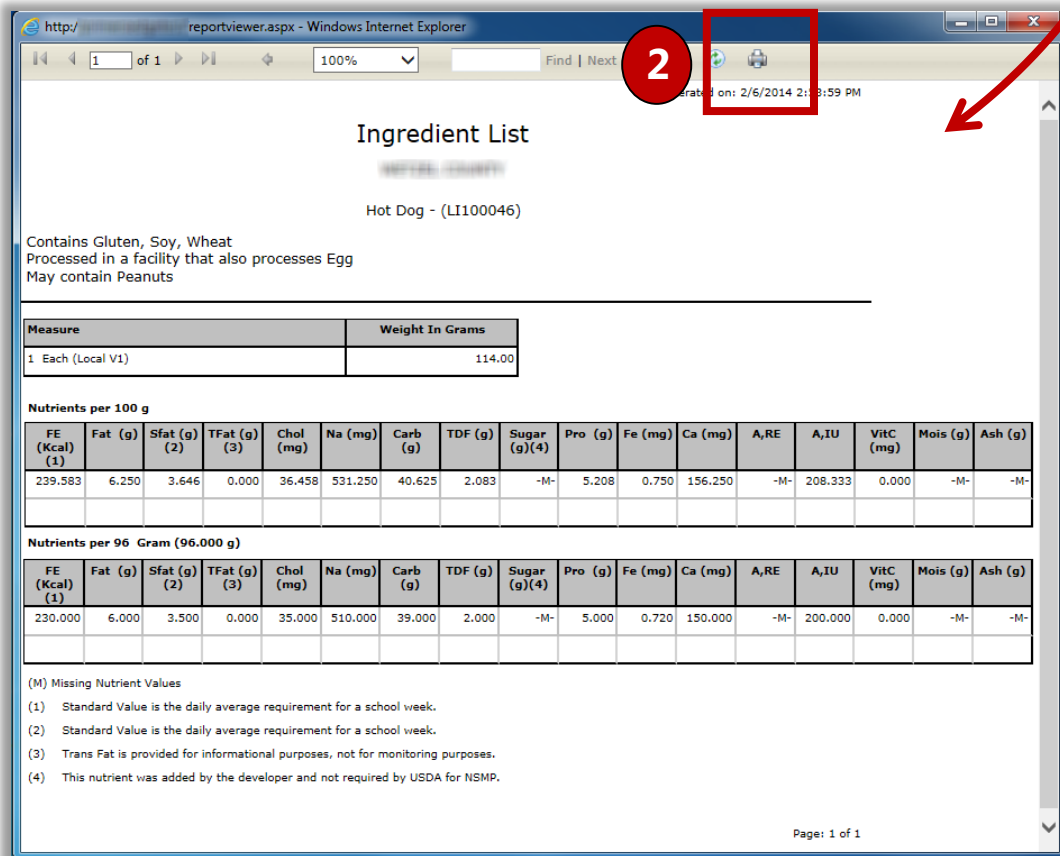 http:/ reportviewer.aspx - Windows Internet Explorer
1 of 1 100% Find | Next
2
on: 2/6/2014 PM
Ingredient List
Hot Dog - (LI100046)
Contains Gluten, Soy, Wheat
Processed in a facility that also processes Egg
May contain Peanuts
Measure Weight In Grams
1 Each (Local V1) 114.00
Nutrients per 100 g
FE (Kcal) (1) Fat (g) Sfat (g) (2) TFat (g) (3) Chol (mg) Na (mg) Carb (g) TDF (g) Sugar (g)(4) Pro (g) Fe (mg) Ca (mg) A,RE A,IU VitC (mg) Mois (g) Ash (g)
239.583 6.250 3.646 0.000 36.458 531.250 40.625 2.083 -M- 5.208 0.750 156.250 -M- 208.333 0.000 -M- -M-
Nutrients per 96 Gram (96.000 g)
FE (Kcal) (1) Fat (g) Sfat (g) (2) TFat (g) (3) Chol (mg) Na (mg) Carb (g) TDF (g) Sugar (g)(4) Pro (g) Fe (mg) Ca (mg) A,RE A,IU VitC (mg) Mois (g) Ash (g)
230.000 6.000 3.500 0.000 35.000 510.000 39.000 2.000 -M- 5.000 0.720 150.000 -M- 200.000 0.000 -M- -M-
(M) Missing Nutrient Values
(1) Standard Value is the daily average requirement for a school week.
(2) Standard Value is the daily average requirement for a school week.
(3) Trans Fat is provided for informational purposes, not for monitoring purposes.
(4) This nutrient was added by the developer and not required by USDA for NSMP.
Page: 1 of 1